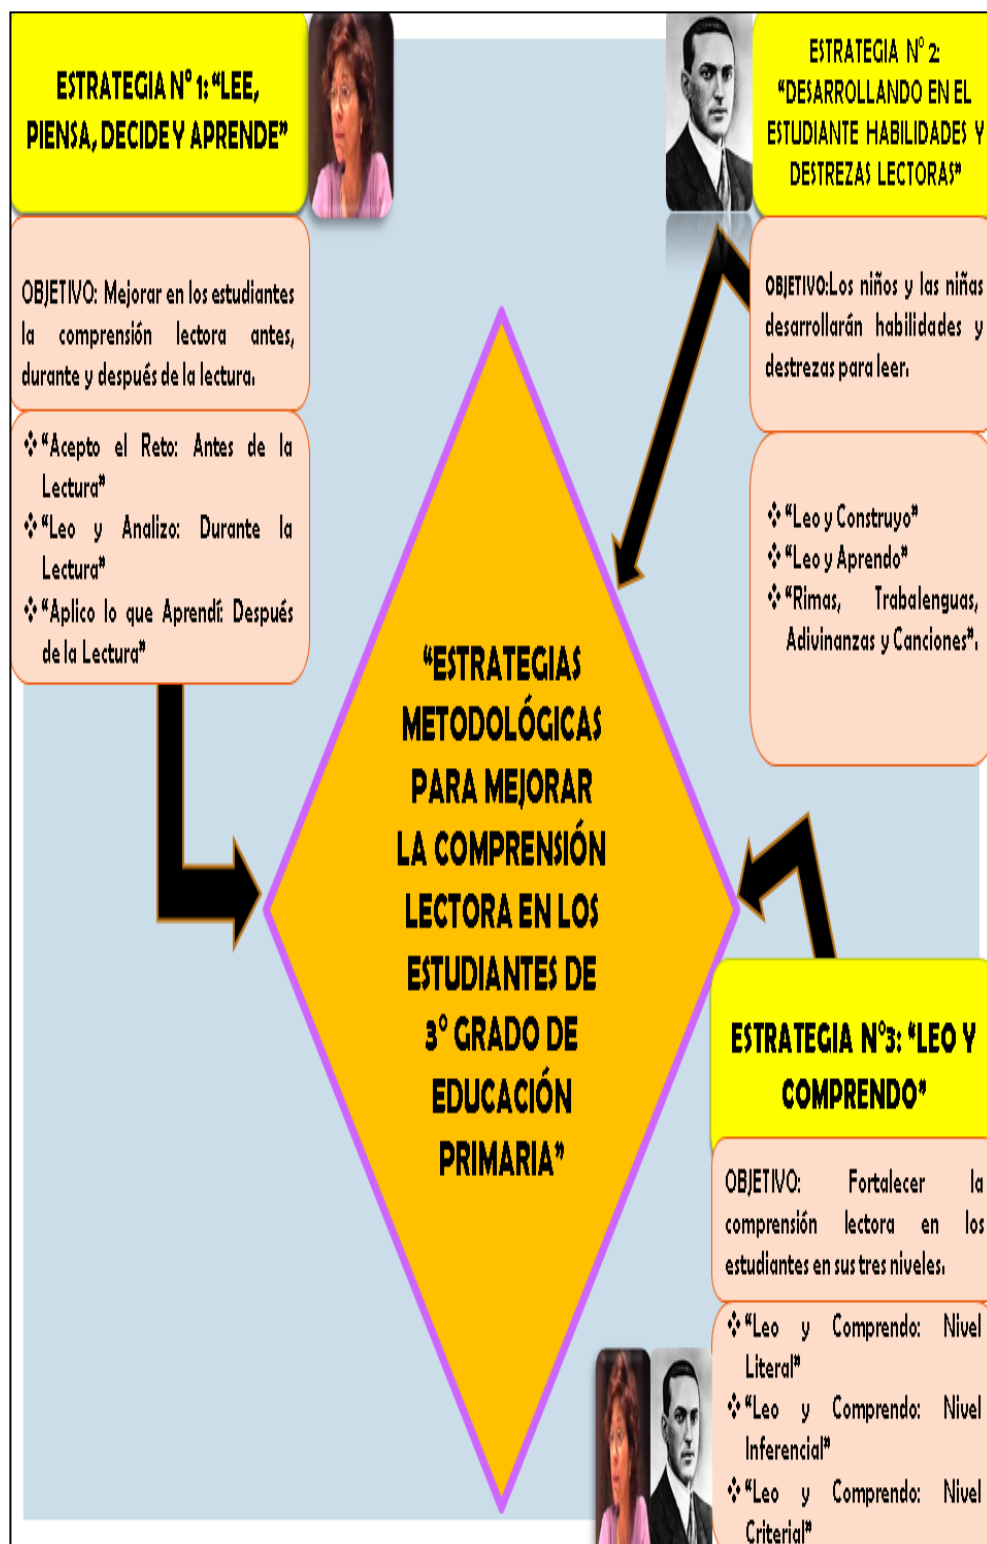 ESTRATEGIA N° 1: “LEE,
PIENSA, DECIDE Y APRENDE”
OBJETIVO: Mejorar en los estudiantes
la comprensión lectora antes,
durante y después de la lectura.
❖ “Acepto el Reto: Antes de la
Lectura”
❖ “Leo y Analizo: Durante la
Lectura”
❖ “Aplico lo que Aprendí: Después
de la Lectura”
ESTRATEGIA N° 2:
“DESARROLLANDO EN EL
ESTUDIANTE HABILIDADES Y
DESTREZAS LECTORAS”
OBJETIVO:Los niños y las niñas
desarrollarán habilidades y
destrezas para leer.
❖ “Leo y Construyo”
❖ “Leo y Aprendo”
❖ “Rimas, Trabalenguas,
Adivinanzas y Canciones”.
“ESTRATEGIAS
METODOLÓGICAS
PARA MEJORAR
LA COMPRENSIÓN
LECTORA EN LOS
ESTUDIANTES DE
3° GRADO DE
EDUCACIÓN
PRIMARIA”
ESTRATEGIA N°3: “LEO Y
COMPRENDO”
OBJETIVO: Fortalecer la
comprensión lectora en los
estudiantes en sus tres niveles.
❖ “Leo y Comprendo: Nivel
Literal”
❖ “Leo y Comprendo: Nivel
Inferencial”
❖ “Leo y Comprendo: Nivel
Criterial”